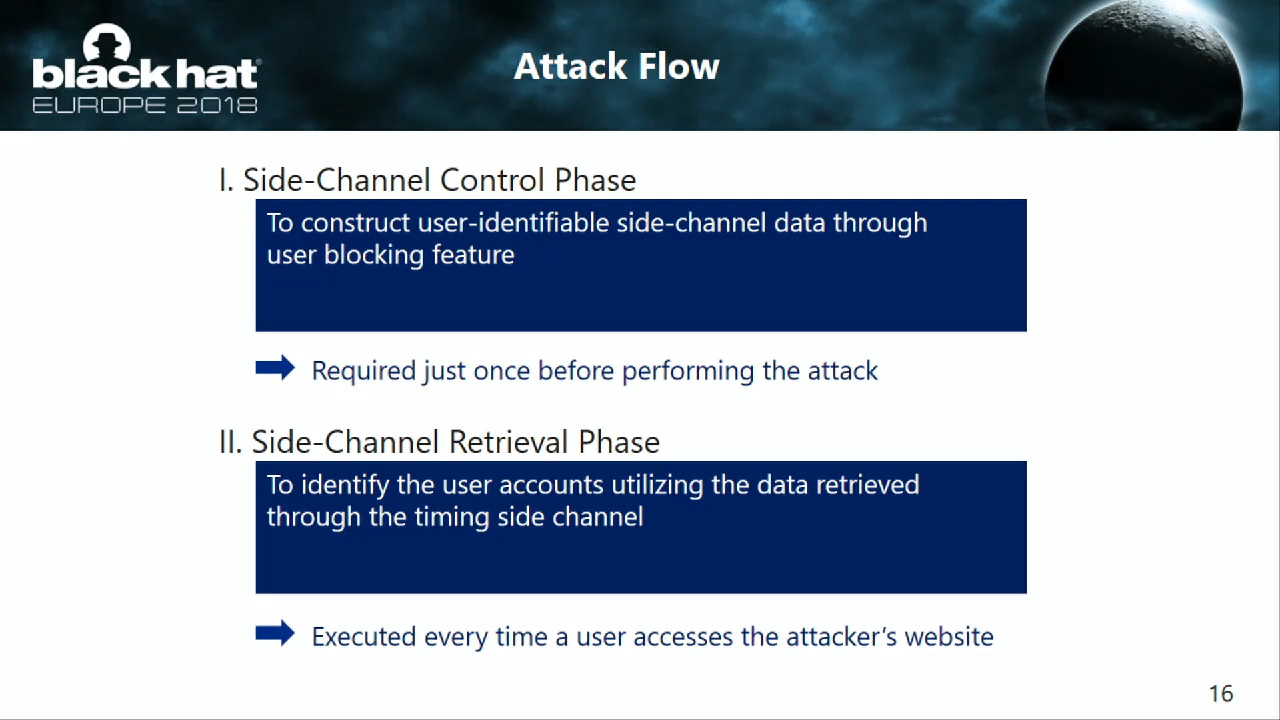 black hat
EUROPE 2018
Attack Flow
I. Side-Channel Control Phase
To construct user-identifiable side-channel data through
user blocking feature
Required just once before performing the attack
II. Side-Channel Retrieval Phase
To identify the user accounts utilizing the data retrieved
through the timing side channel
Executed every time a user accesses the attacker’s website
16